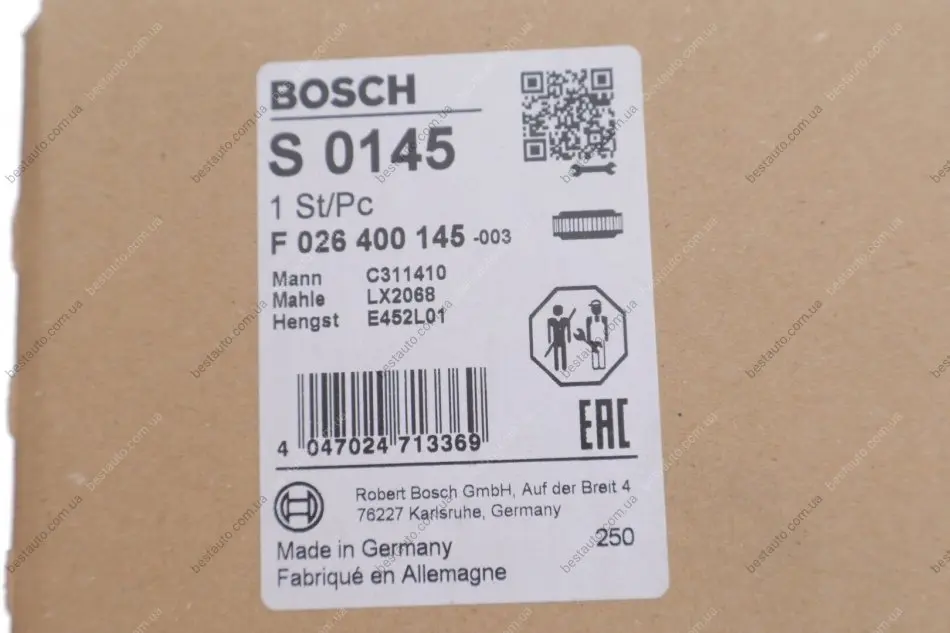 BOSCH
S 0145
1 St/Pc
F 026 400 145 -003
Mann C311410
Mahle LX2068
Hengst E452L01
4 047024 713369
EAC
Robert Bosch GmbH, Auf der Breit 4
76227 Karlsruhe, Germany
250
Made in Germany
Fabriqué en Allemagne
bestauto.com.ua